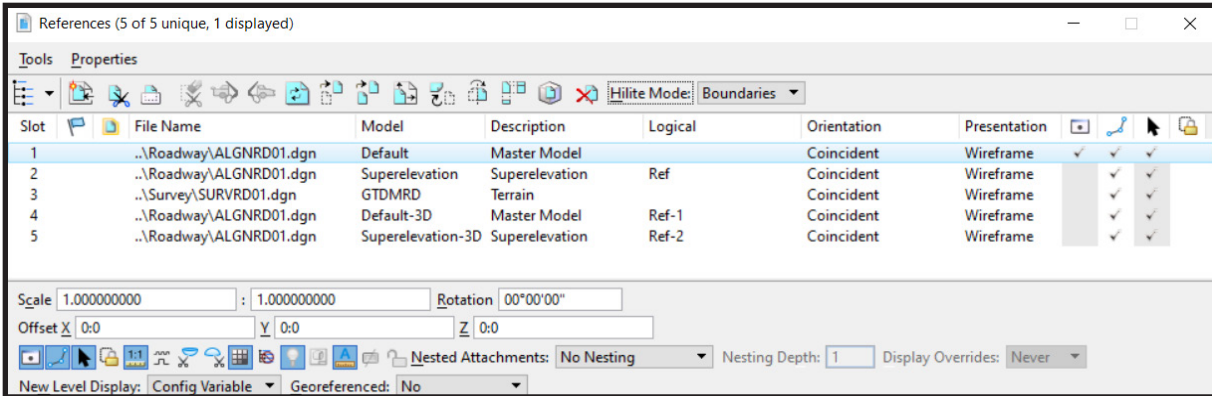 References (5 of 5 unique, 1 displayed)
Tools Properties
Hilite Mode: Boundaries
Slot File Name Model Description Logical Orientation Presentation
1 ..\Roadway\ALGNRD01.dgn Default Master Model Coincident Wireframe
2 ..\Roadway\ALGNRD01.dgn Superelevation Superelevation Ref Coincident Wireframe
3 ..\Survey\SURVRD01.dgn GTDMRD Terrain Coincident Wireframe
4 ..\Roadway\ALGNRD01.dgn Default-3D Master Model Ref-1 Coincident Wireframe
5 ..\Roadway\ALGNRD01.dgn Superelevation-3D Superelevation Ref-2 Coincident Wireframe
Scale 1.000000000 : 1.000000000 Rotation 00°00'00"
Offset X 0:0 Y 0:0 Z 0:0
1:1 A Nested Attachments: No Nesting Nesting Depth: 1 Display Overrides: Never
New Level Display: Config Variable Georeferenced: No